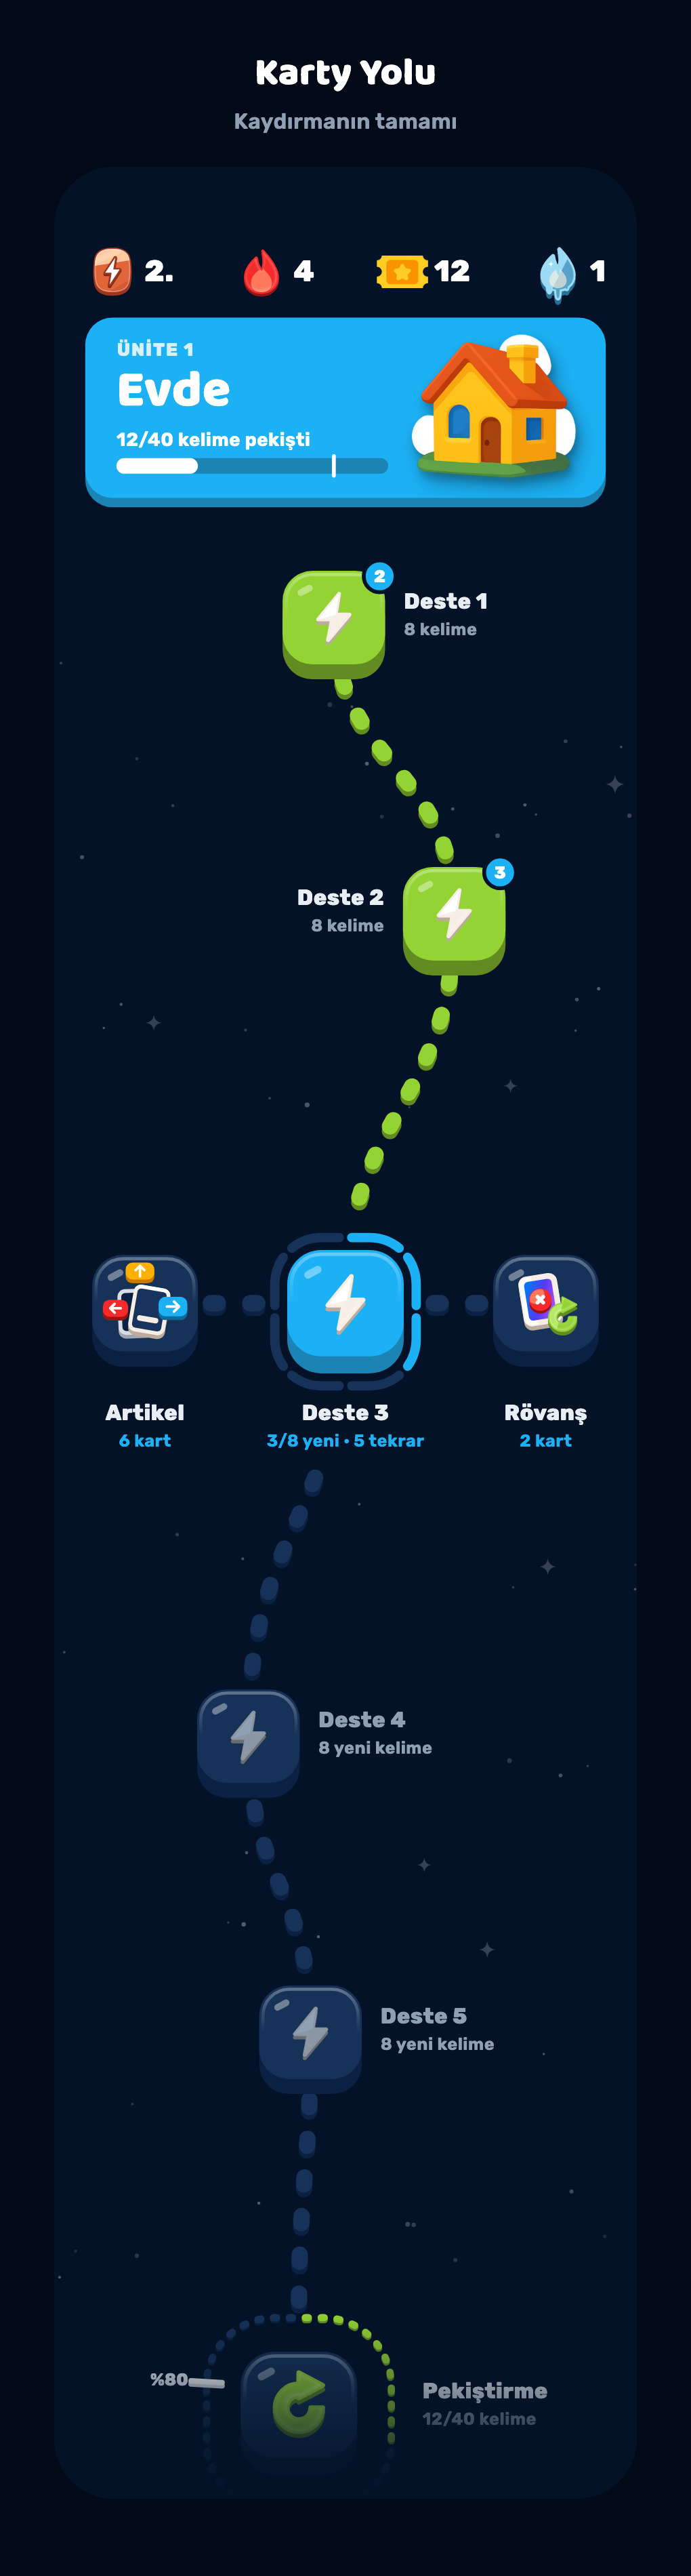 Karty Yolu
Kaydırmanın tamamı
2. 4 12 1
ÜNİTE 1
Evde
12/40 kelime pekişti
2
Deste 1
8 kelime
3
Deste 2
8 kelime
Artikel Deste 3 Rövanş
6 kart 3/8 yeni • 5 tekrar 2 kart
Deste 4
8 yeni kelime
Deste 5
8 yeni kelime
%80
Pekiştirme
12/40 kelime